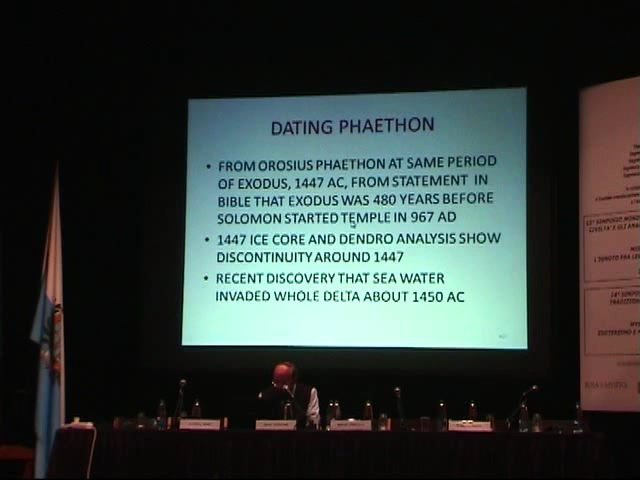 DATING PHAETHON
• FROM OROSIUS PHAETHON AT SAME PERIOD
OF EXODUS, 1447 AC, FROM STATEMENT IN
BIBLE THAT EXODUS WAS 480 YEARS BEFORE
SOLOMON STARTED TEMPLE IN 967 AD
• 1447 ICE CORE AND DENDRO ANALYSIS SHOW
DISCONTINUITY AROUND 1447
• RECENT DISCOVERY THAT SEA WATER
INVADED WHOLE DELTA ABOUT 1450 AC